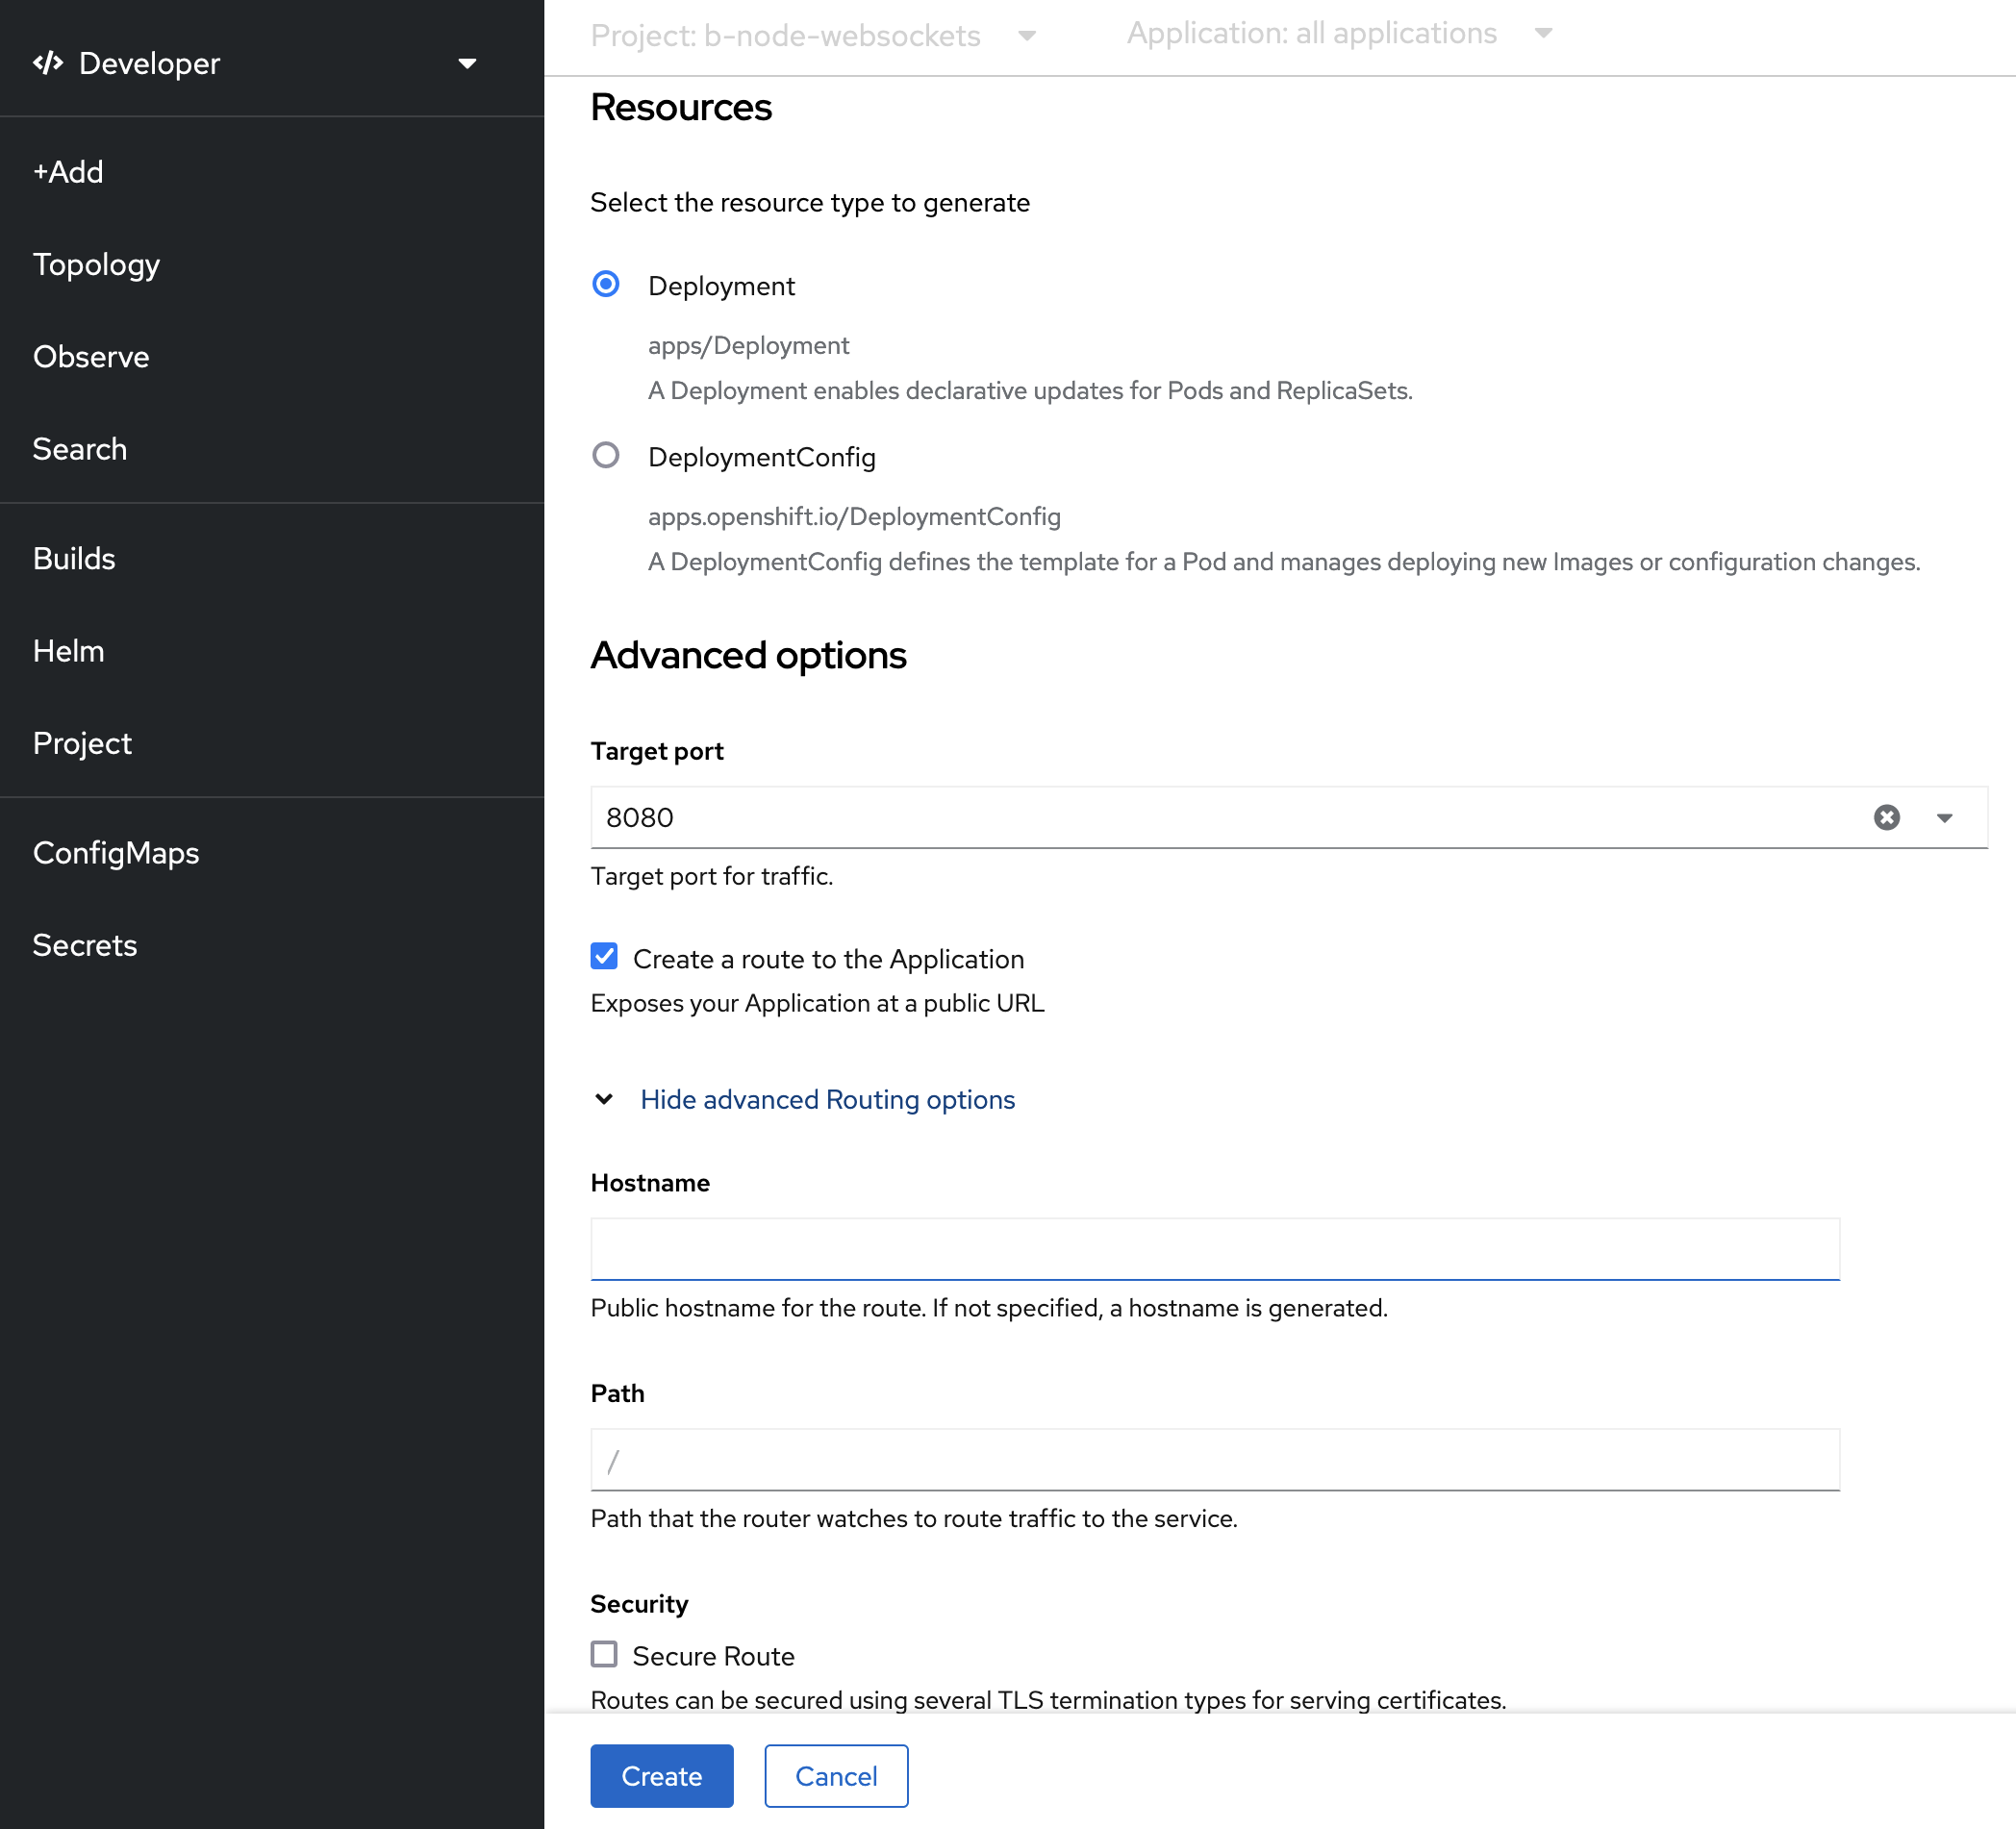 Developer
+Add
Topology
Observe
Search
Builds
Helm
Project
ConfigMaps
Secrets
Project: b-node-websockets
Application: all applications
Resources
Select the resource type to generate
Deployment
apps/Deployment
A Deployment enables declarative updates for Pods and ReplicaSets.
DeploymentConfig
apps.openshift.io/DeploymentConfig
A DeploymentConfig defines the template for a Pod and manages deploying new Images or configuration changes.
Advanced options
Target port
8080
Target port for traffic.
Create a route to the Application
Exposes your Application at a public URL
Hide advanced Routing options
Hostname
Public hostname for the route. If not specified, a hostname is generated.
Path
/
Path that the router watches to route traffic to the service.
Security
Secure Route
Routes can be secured using several TLS termination types for serving certificates.
Create
Cancel